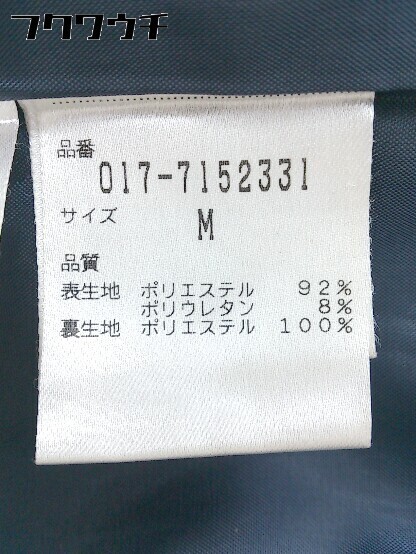 フクウクチ
品番
017-7152331
サイズ
M
品質
表生地 ポリエステル 92%
ポリウレタン 8%
裏生地 ポリエステル 100%